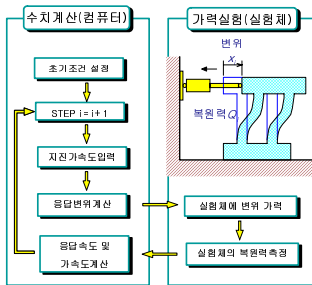 수치계산(컴퓨터)
초기조건 설정
STEP i=i+1
지진가속도입력
응답변위계산
응답속도 및
가속도계산
가력실험(실험체)
변위
Xi
복원력Qi
실험체에 변위 가력
실험체의 복원력측정